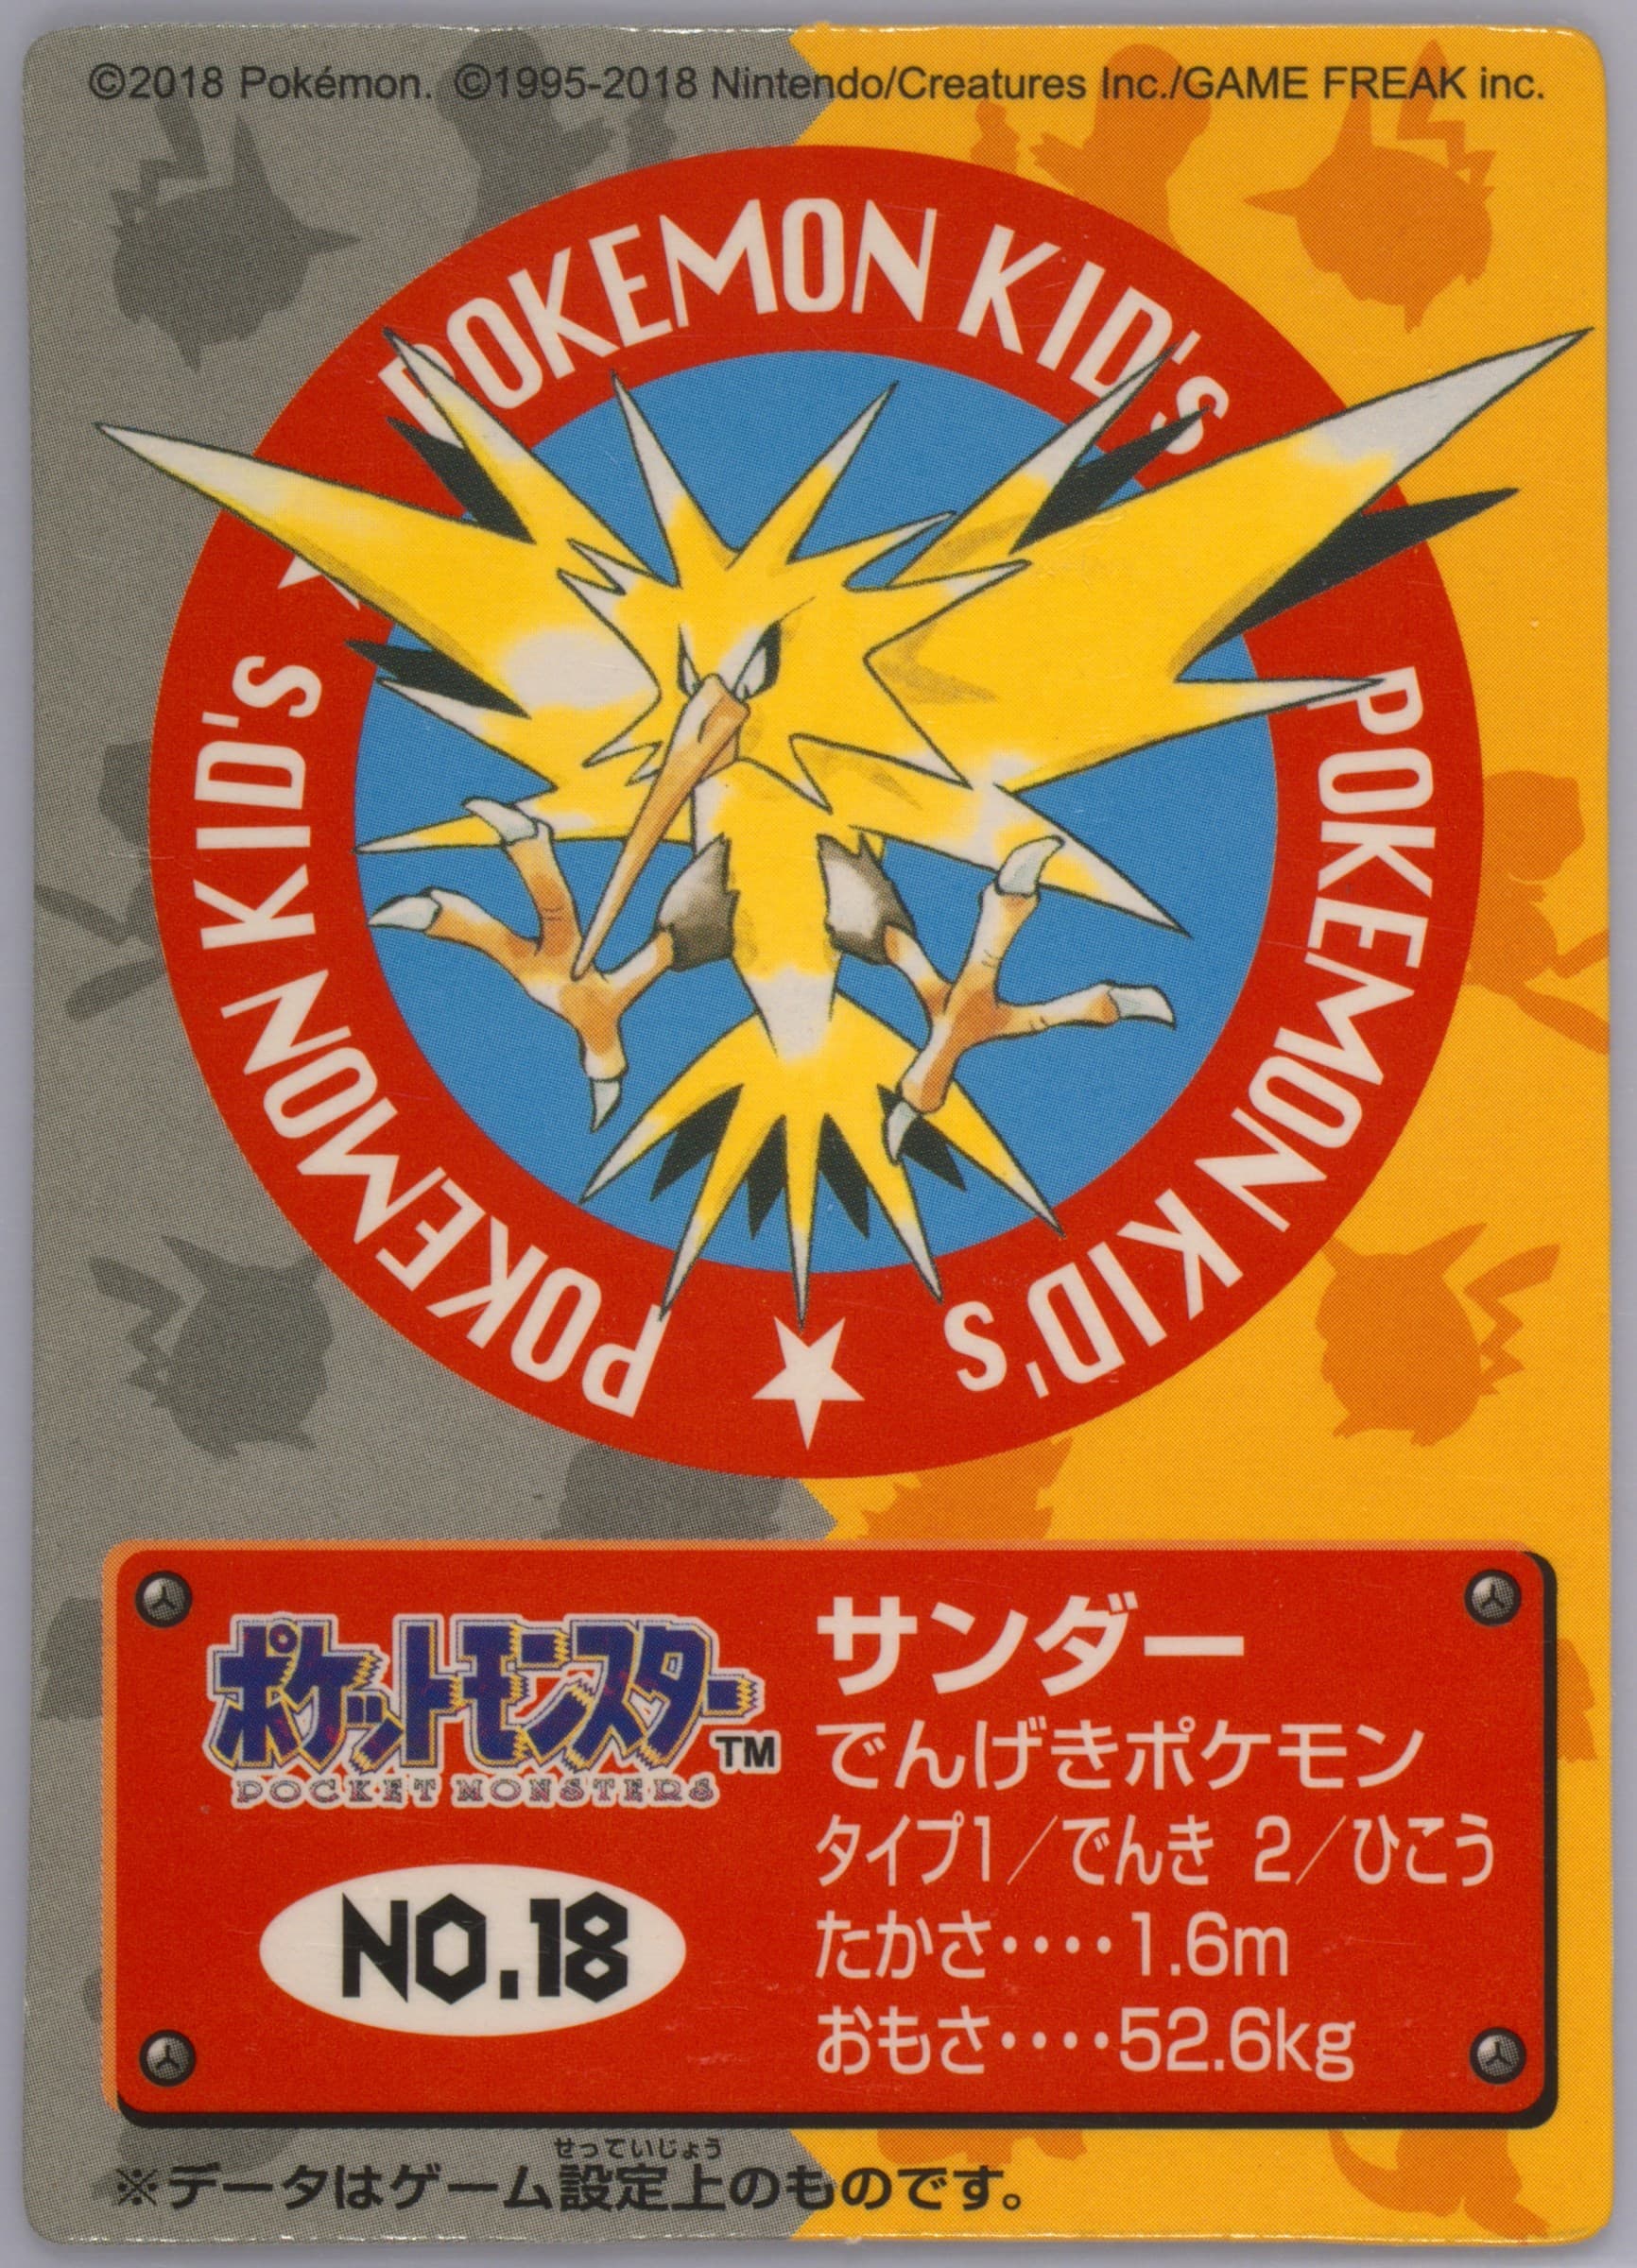 ©2018 Pokémon. ©1995-2018 Nintendo/Creatures Inc./GAME FREAK inc.
POKEMON KID's
POKEMON KID's
POKEMON KID's
ポケットモンスター TM
POCKET MONSTERS
NO.18
サンダー
でんげきポケモン
タイプ1/でんき 2/ひこう
たかさ････1.6m
おもさ････52.6kg
せっていじょう
※データはゲーム設定上のものです。